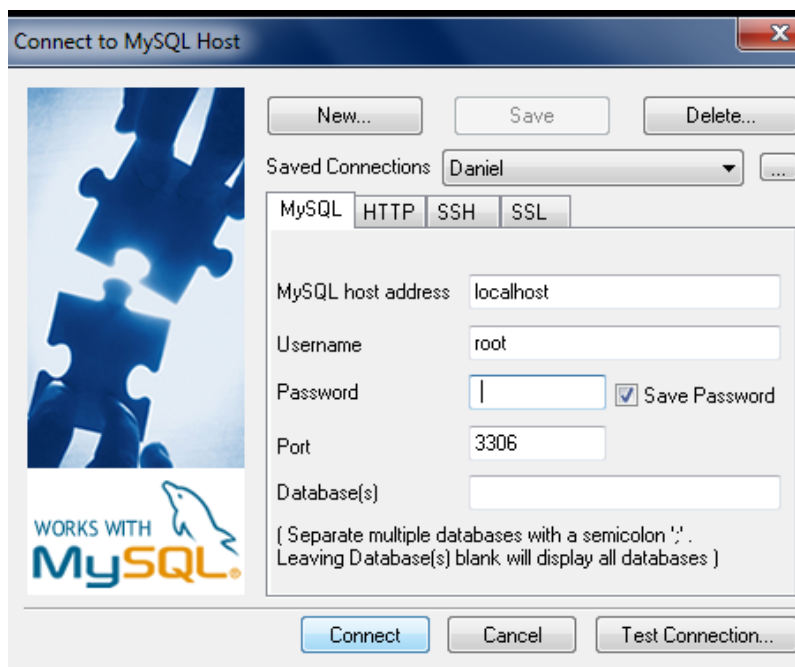 Connect to MySQL Host
New...
Save
Delete...
Saved Connections
Daniel
...
MySQL
HTTP
SSH
SSL
MySQL host address
localhost
Username
root
Password
Save Password
Port
3306
Database(s)
( Separate multiple databases with a semicolon ';' .
Leaving Database(s) blank will display all databases )
WORKS WITH
MySQL®
Connect
Cancel
Test Connection...